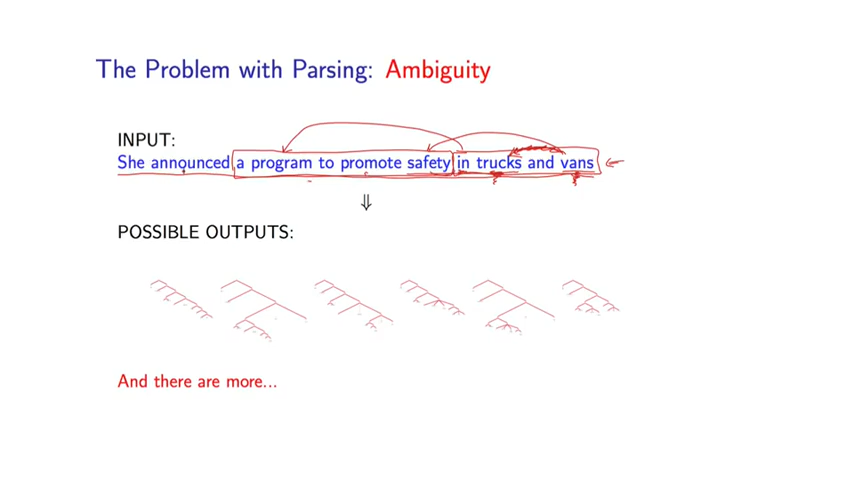 The Problem with Parsing: Ambiguity
INPUT:
She announced a program to promote safety in trucks and vans
⇓
POSSIBLE OUTPUTS:
And there are more...